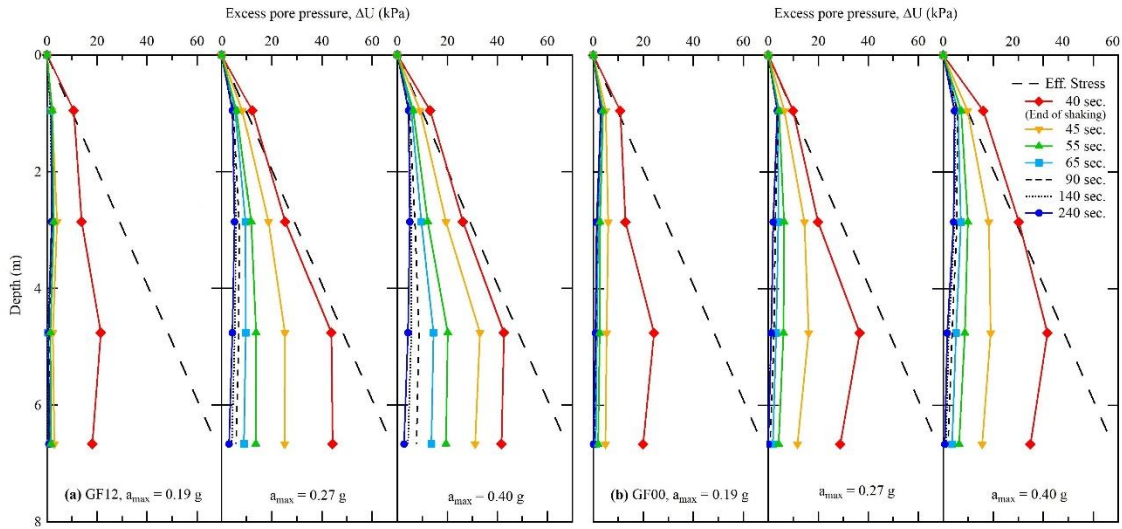 Excess pore pressure, ΔU (kPa)
Excess pore pressure, ΔU (kPa)
0 20 40 60 0 20 40 60 0 20 40 60
0 20 40 60 0 20 40 60 0 20 40 60
0
2
4
6
8
Depth (m)
Eff. Stress
40 sec.
(End of shaking)
45 sec.
55 sec.
65 sec.
90 sec.
140 sec.
240 sec.
(a) GF12, amax = 0.19 g
amax = 0.27 g
amax = 0.40 g
(b) GF00, amax = 0.19 g
amax = 0.27 g
amax = 0.40 g